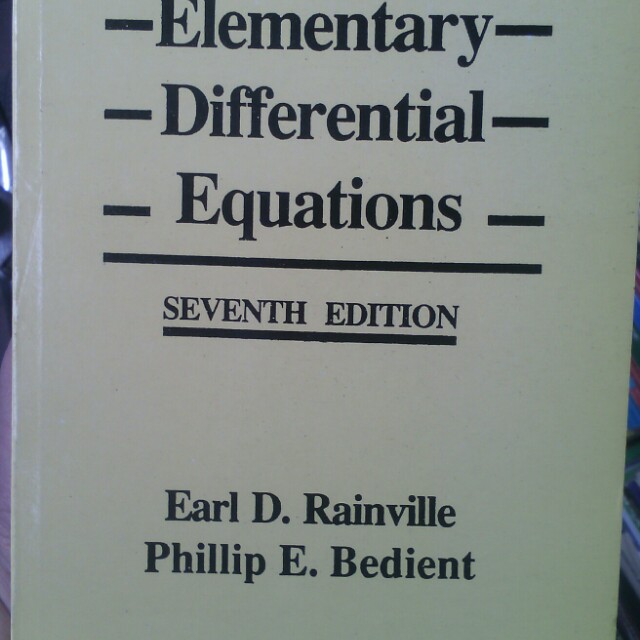 Elementary
Differential
Equations
SEVENTH EDITION
Earl D. Rainville
Phillip E. Bedient